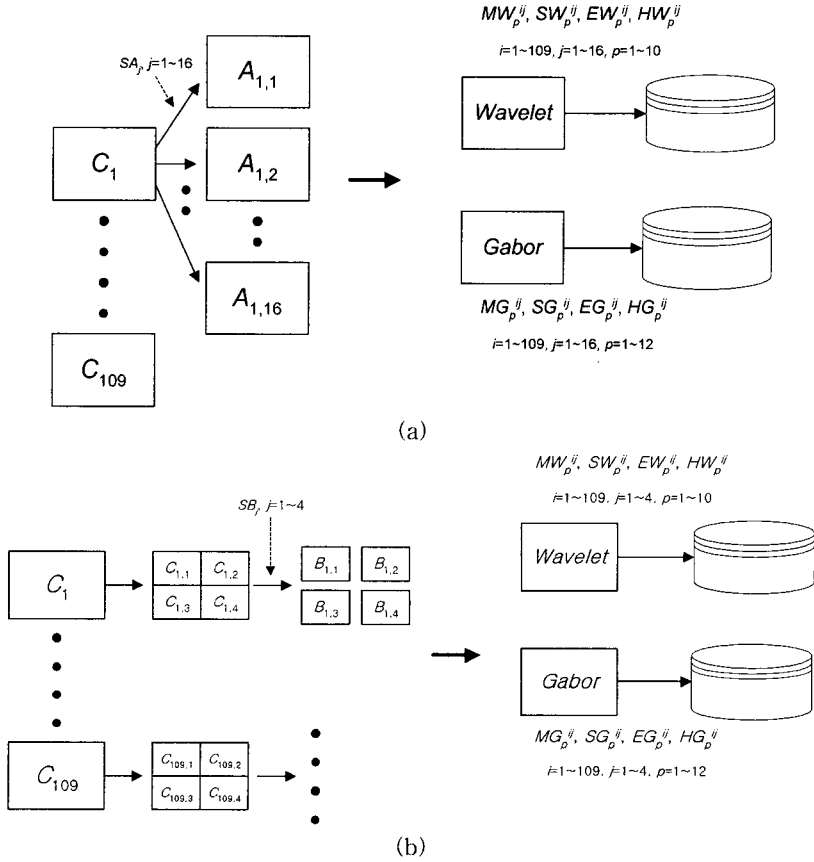 SA_j, j=1~16
A_1,1
C_1
A_1,2
A_1,16
C_109
MW_p^ij, SW_p^ij, EW_p^ij, HW_p^ij
i=1~109, j=1~16, p=1~10
Wavelet
Gabor
MG_p^ij, SG_p^ij, EG_p^ij, HG_p^ij
i=1~109, j=1~16, p=1~12
(a)
SB_j, j=1~4
C_1
C_1,1 C_1,2
C_1,3 C_1,4
B_1,1 B_1,2
B_1,3 B_1,4
C_109
C_109,1 C_109,2
C_109,3 C_109,4
MW_p^ij, SW_p^ij, EW_p^ij, HW_p^ij
i=1~109, j=1~4, p=1~10
Wavelet
Gabor
MG_p^ij, SG_p^ij, EG_p^ij, HG_p^ij
i=1~109, j=1~4, p=1~12
(b)